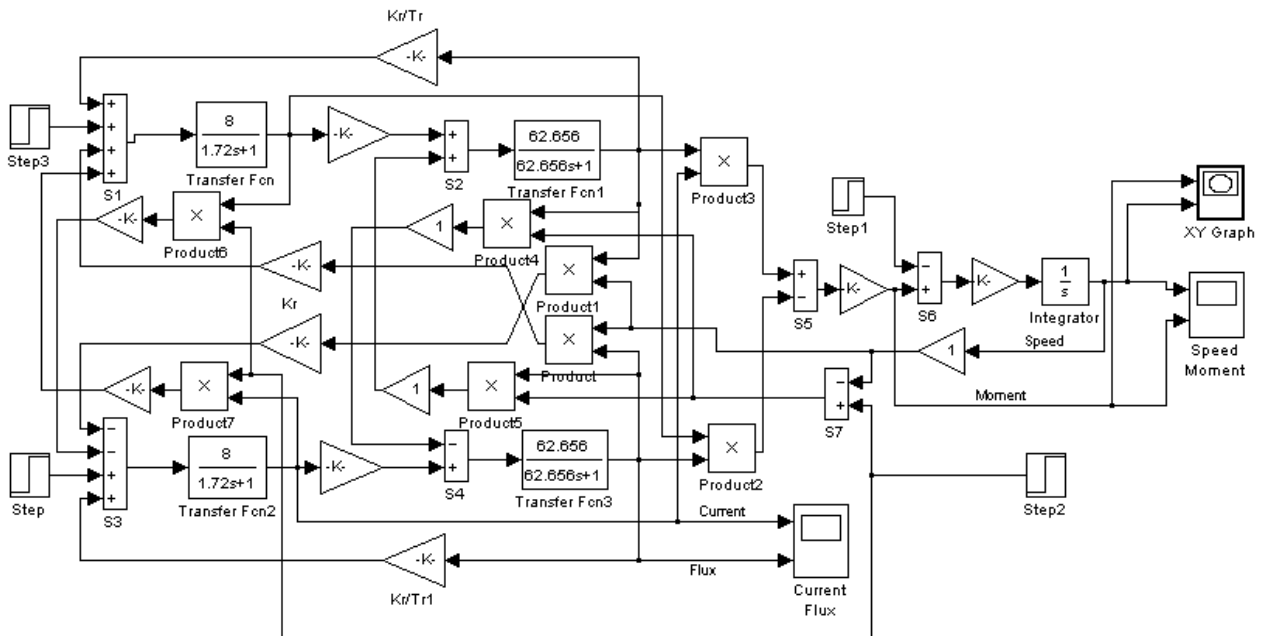 Kr/Tr
-K-
+
+
+
+
S1
Step3
8
1.72s+1
Transfer Fcn
-K-
+
+
S2
62.656
62.656s+1
Transfer Fcn1
×
Product3
-K-
×
Product6
1
×
Product4
-K-
Kr
×
Product1
-K-
×
Product
Step1
+
−
S5
K-
−
+
S6
K-
1
s
Integrator
XY Graph
Speed
Moment
Speed
1
Moment
-K-
×
Product7
1
×
Product5
−
+
S7
−
−
+
+
S3
Step
8
1.72s+1
Transfer Fcn2
-K-
−
+
S4
62.656
62.656s+1
Transfer Fcn3
×
Product2
Step2
Current
Flux
Current
Flux
-K-
Kr/Tr1